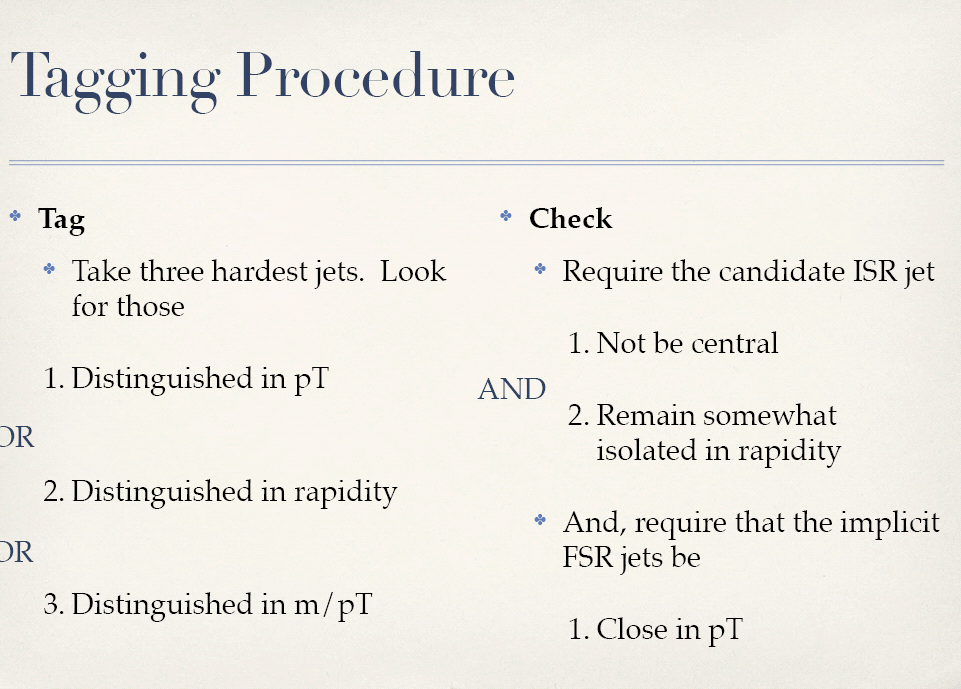 Tagging Procedure
Tag
Take three hardest jets. Look
for those
1. Distinguished in pT
OR
2. Distinguished in rapidity
OR
3. Distinguished in m/pT
Check
Require the candidate ISR jet
1. Not be central
AND
2. Remain somewhat
isolated in rapidity
And, require that the implicit
FSR jets be
1. Close in pT